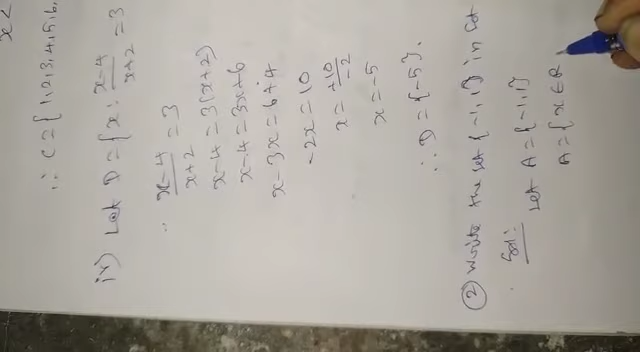 x <
∴ C = {1, 2, 3, 4, 5, 6,
iv) Let D = {x : x-4/x+2 = 3
∴ x-4/x+2 = 3
x-4 = 3(x+2)
x-4 = 3x+6
x-3x = 6+4
-2x = 10
x = +10/-2
x = -5
∴ D = {-5}.
② Write the set {-1, 1} in set
Sol: Let A = {-1, 1}
A = {x ∈ R